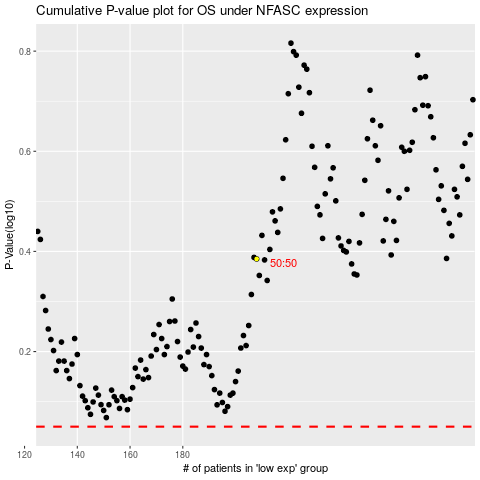 Cumulative P-value plot for OS under NFASC expression
P-Value(log10)
0.8
0.6
0.4
0.2
50:50
120 140 160 180
# of patients in 'low exp' group